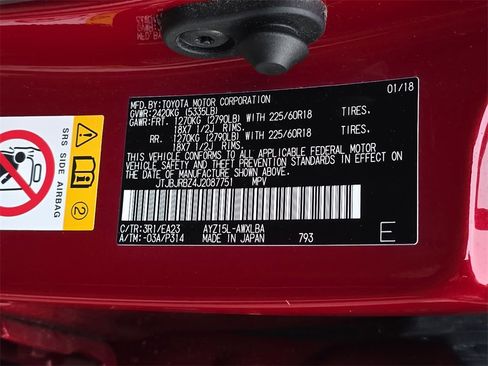 MFD.BY:TOYOTA MOTOR CORPORATION 01/18
GVWR:2420KG (5335LB)
GAWR:FRT. 1270KG (2790LB) WITH 225/60R18
18X7 1/2J RIMS.
RR. 1270KG (2790LB) WITH 225/60R18
18X7 1/2J RIMS.
THIS VEHICLE CONFORMS TO ALL APPLICABLE FEDERAL MOTOR
VEHICLE SAFETY AND THEFT PREVENTION STANDARDS IN EFFECT ON
THE DATE OF MANUFACTURE SHOWN ABOVE.
JTJBJRBZ4J2087751 MPV
C/TR:3R1/EA23 AYZ15L-AWXLBA
A/TM:-03A/P314 MADE IN JAPAN 793 E
SRS SIDE AIRBAG
2